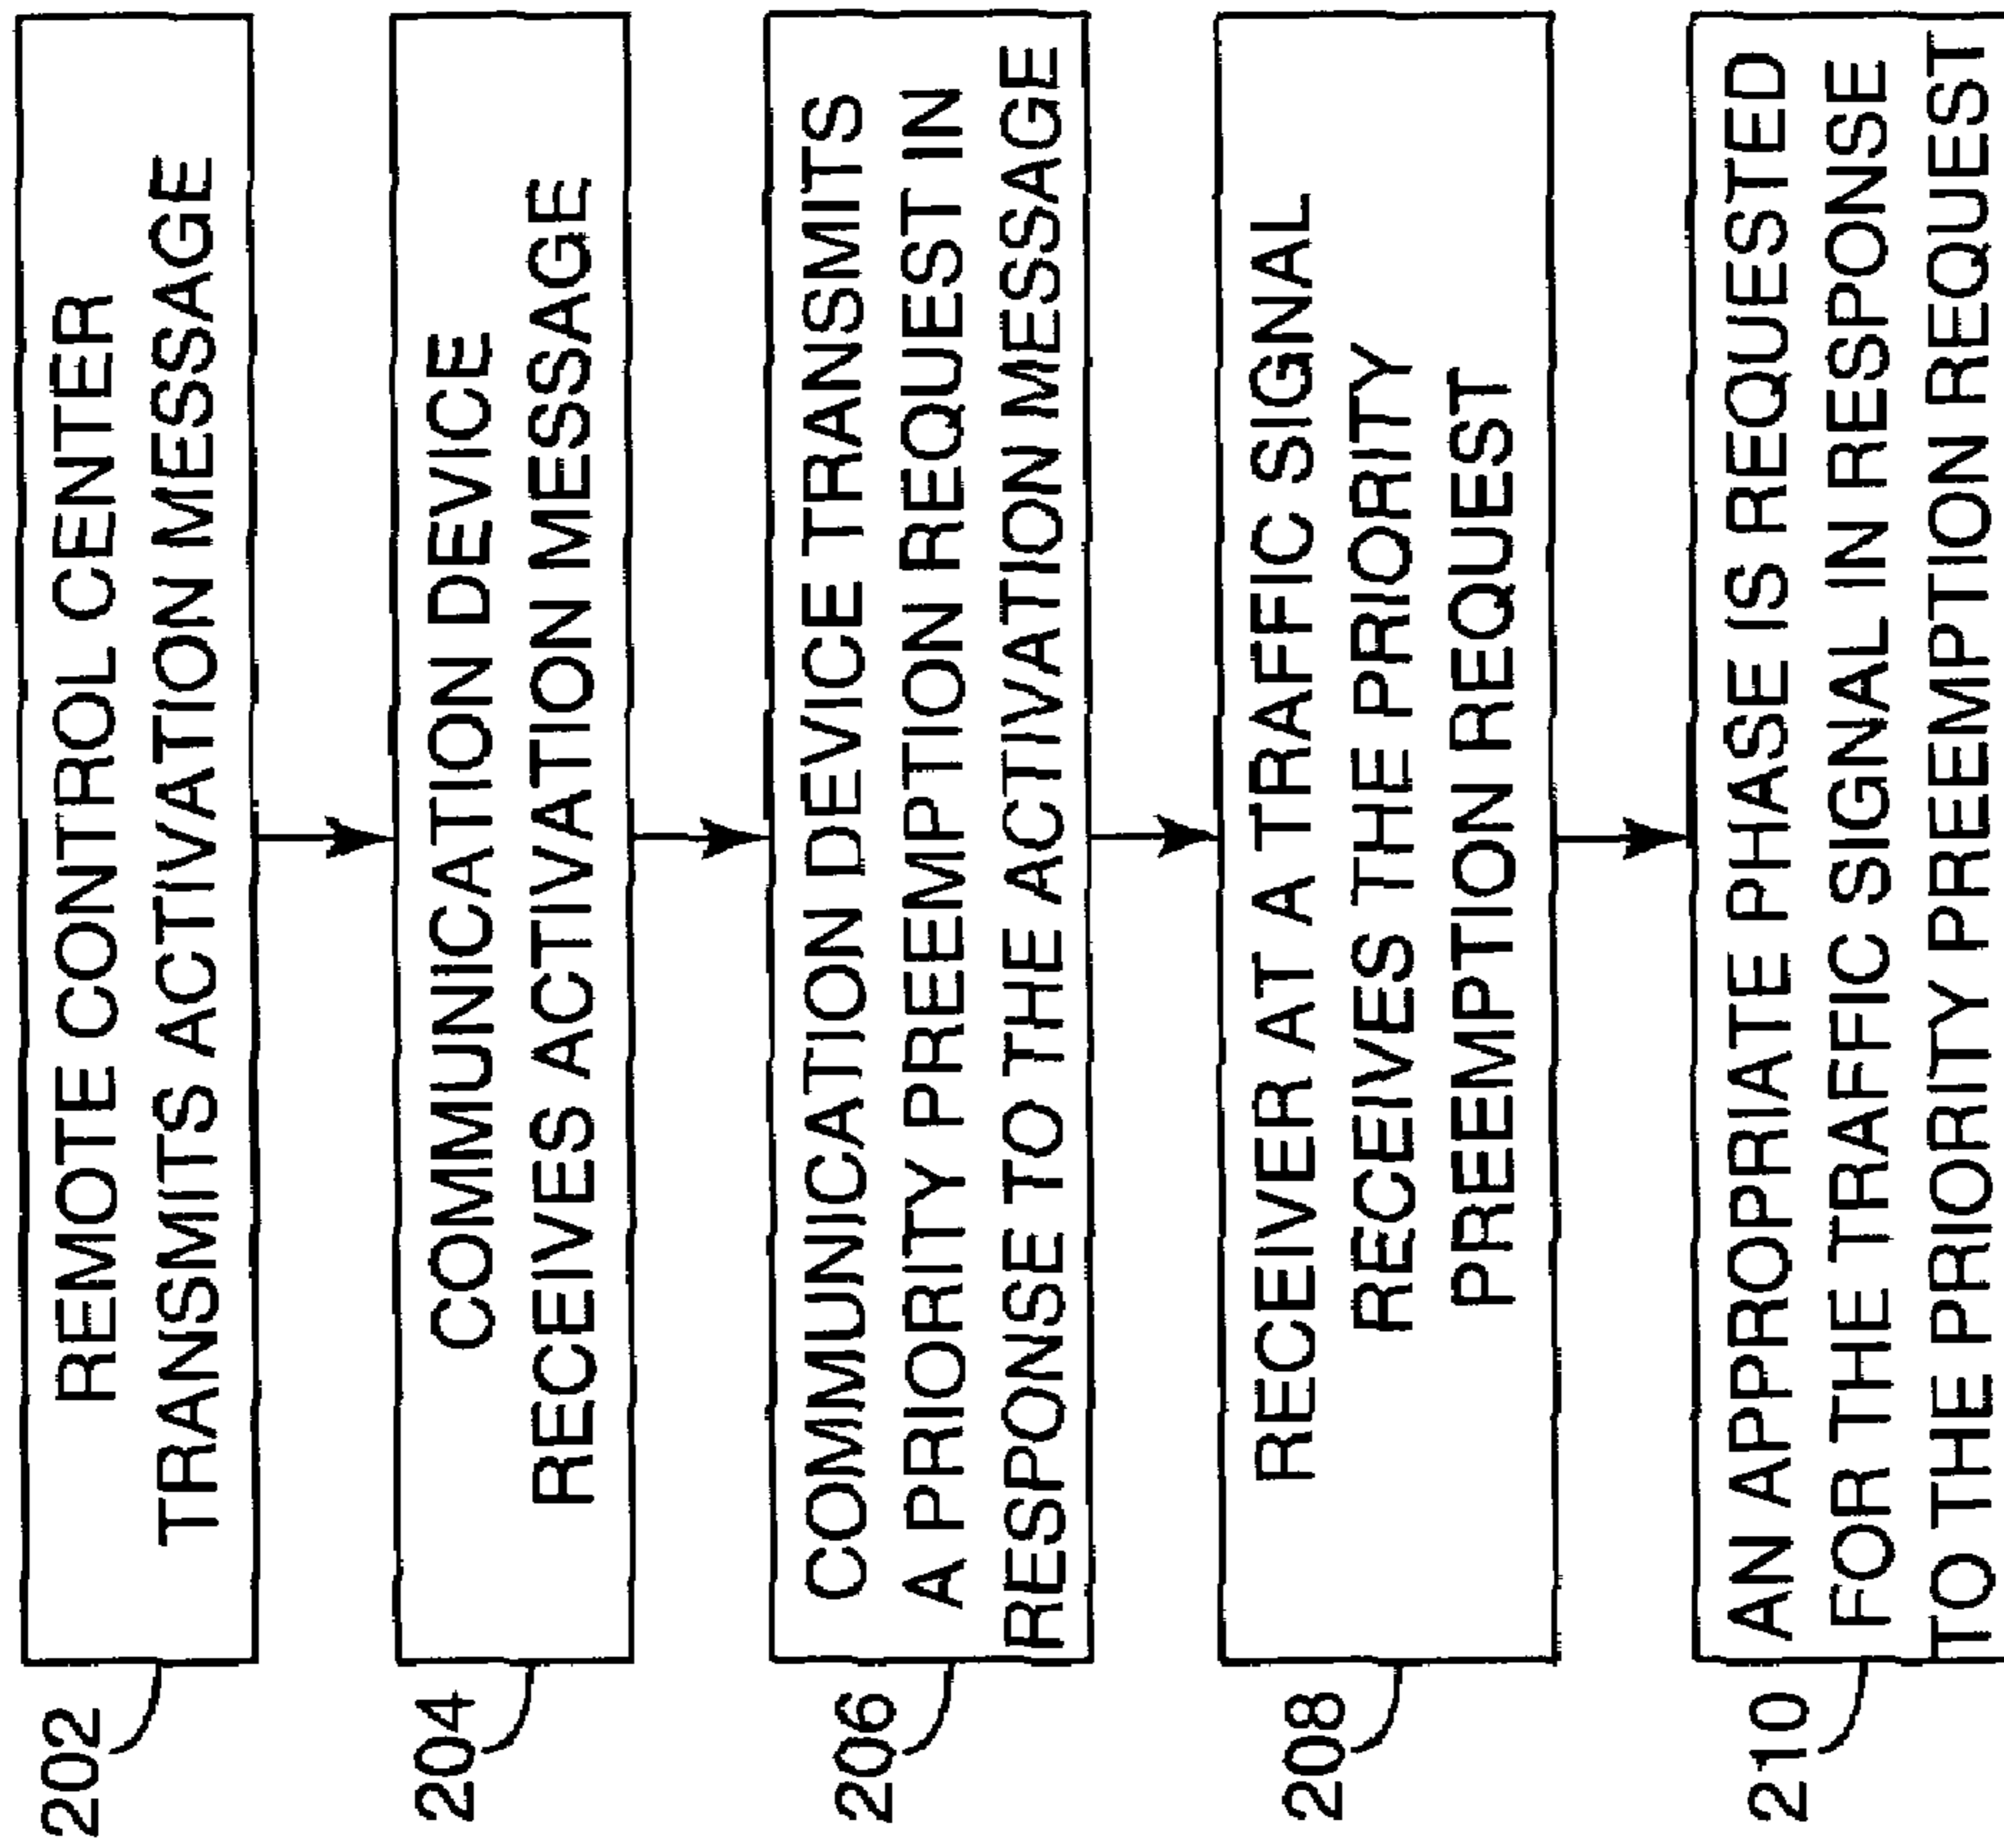 202
REMOTE CONTROL CENTER
TRANSMITS ACTIVATION MESSAGE
204
COMMUNICATION DEVICE
RECEIVES ACTIVATION MESSAGE
206
COMMUNICATION DEVICE TRANSMITS
A PRIORITY PREEMPTION REQUEST IN
RESPONSE TO THE ACTIVATION MESSAGE
208
RECEIVER AT A TRAFFIC SIGNAL
RECEIVES THE PRIORITY
PREEMPTION REQUEST
210
AN APPROPRIATE PHASE IS REQUESTED
FOR THE TRAFFIC SIGNAL IN RESPONSE
TO THE PRIORITY PREEMPTION REQUEST